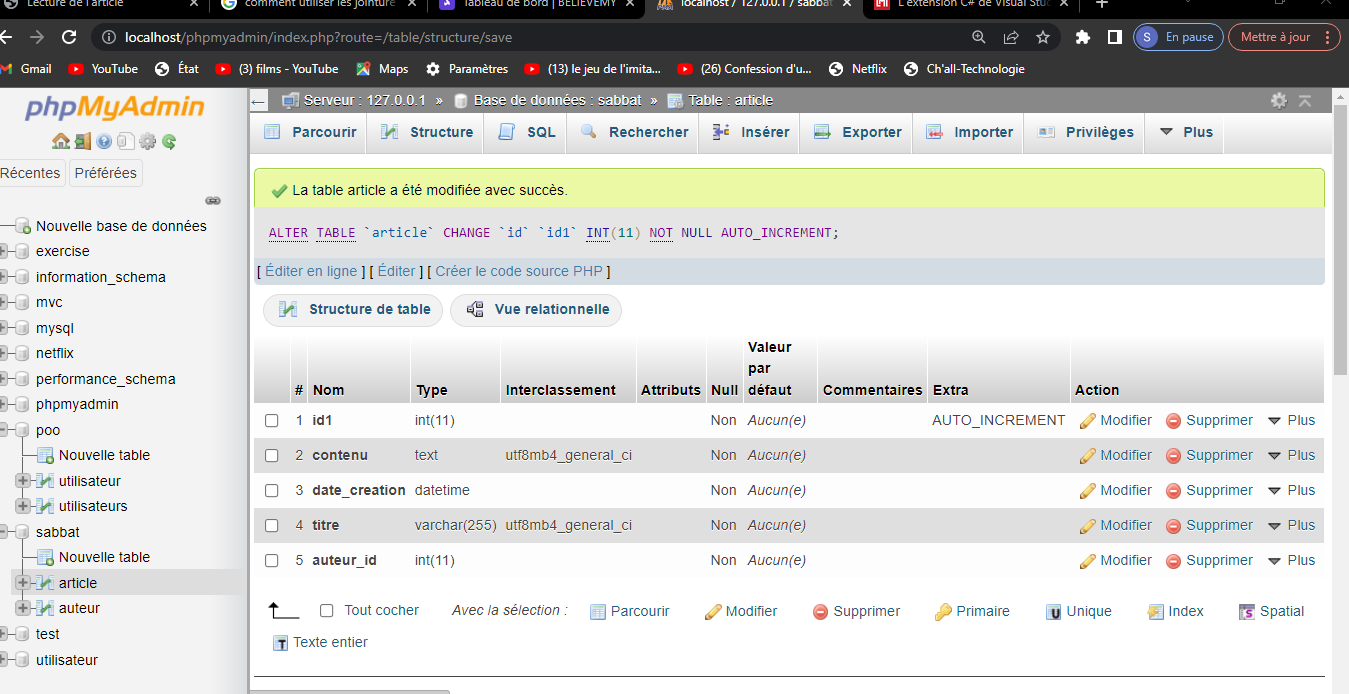 Lecture de l'article
comment utiliser les jointure
Tableau de bord | BELIEVEMY
localhost / 127.0.0.1 / sabbat
L'extension C# de Visual Stud
localhost/phpmyadmin/index.php?route=/table/structure/save
S En pause
Mettre à jour
Gmail YouTube État (3) films - YouTube Maps Paramètres (13) le jeu de l'imita... (26) Confession d'u... Netflix Ch'all-Technologie
phpMyAdmin
Récentes Préférées
Nouvelle base de données
exercise
information_schema
mvc
mysql
netflix
performance_schema
phpmyadmin
poo
Nouvelle table
utilisateur
utilisateurs
sabbat
Nouvelle table
article
auteur
test
utilisateur
Serveur : 127.0.0.1 » Base de données : sabbat » Table : article
Parcourir Structure SQL Rechercher Insérer Exporter Importer Privilèges Plus
La table article a été modifiée avec succès.
ALTER TABLE `article` CHANGE `id` `id1` INT(11) NOT NULL AUTO_INCREMENT;
[ Éditer en ligne ] [ Éditer ] [ Créer le code source PHP ]
Structure de table Vue relationnelle
# Nom Type Interclassement Attributs Null Valeur par défaut Commentaires Extra Action
1 id1 int(11) Non Aucun(e) AUTO_INCREMENT Modifier Supprimer Plus
2 contenu text utf8mb4_general_ci Non Aucun(e) Modifier Supprimer Plus
3 date_creation datetime Non Aucun(e) Modifier Supprimer Plus
4 titre varchar(255) utf8mb4_general_ci Non Aucun(e) Modifier Supprimer Plus
5 auteur_id int(11) Non Aucun(e) Modifier Supprimer Plus
Tout cocher Avec la sélection : Parcourir Modifier Supprimer Primaire Unique Index Spatial
Texte entier